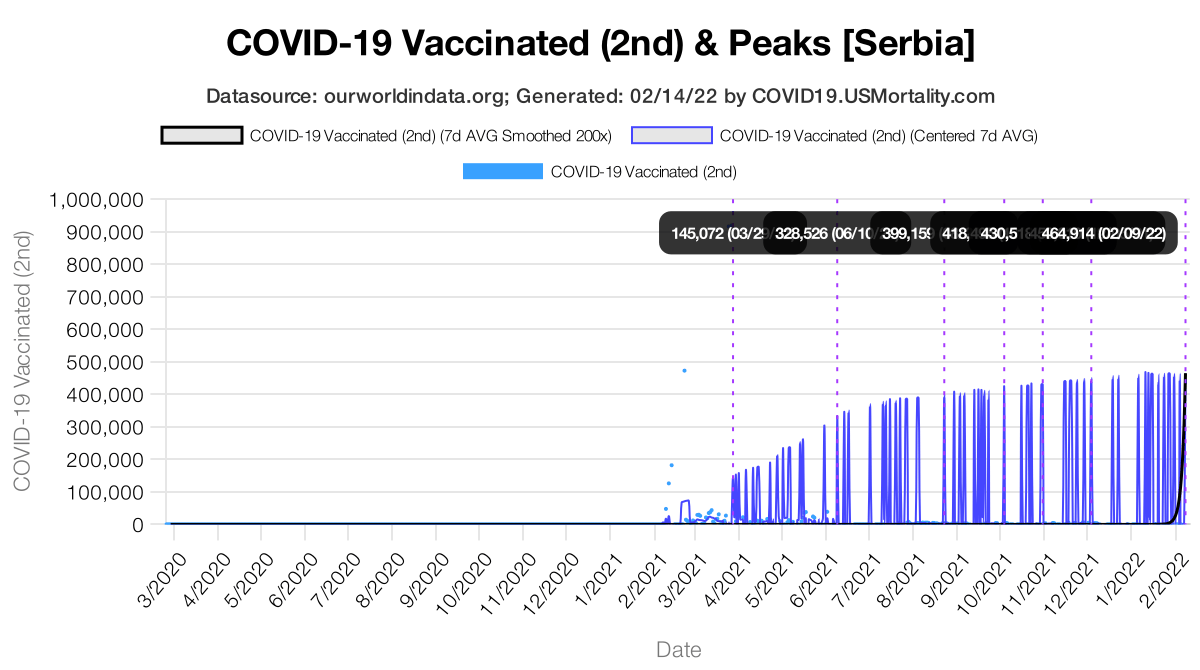 COVID-19 Vaccinated (2nd) & Peaks [Serbia]
Datasource: ourworldindata.org; Generated: 02/14/22 by COVID19.USMortality.com
COVID-19 Vaccinated (2nd) (7d AVG Smoothed 200x) COVID-19 Vaccinated (2nd) (Centered 7d AVG)
COVID-19 Vaccinated (2nd)
COVID-19 Vaccinated (2nd)
1,000,000
900,000
800,000
700,000
600,000
500,000
400,000
300,000
200,000
100,000
0
145,072 (03/2 328,526 (06/10 399,159 418, 430,5 464,914 (02/09/22)
3/2020 4/2020 5/2020 6/2020 7/2020 8/2020 9/2020 10/2020 11/2020 12/2020 1/2021 2/2021 3/2021 4/2021 5/2021 6/2021 7/2021 8/2021 9/2021 10/2021 11/2021 12/2021 1/2022 2/2022
Date